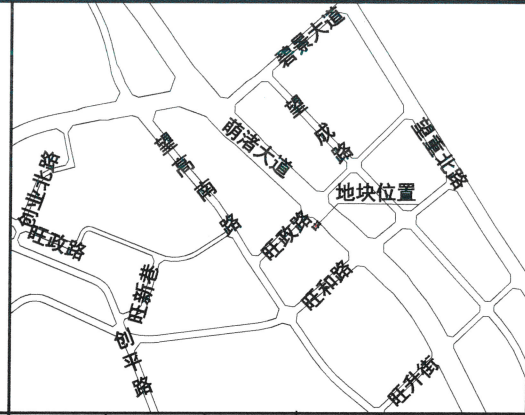 碧景大道
望成路
萌渚大道
望高北路
望高南路
创业北路
地块位置
旺政路
旺政路
旺新巷
旺和路
创平路
旺升街